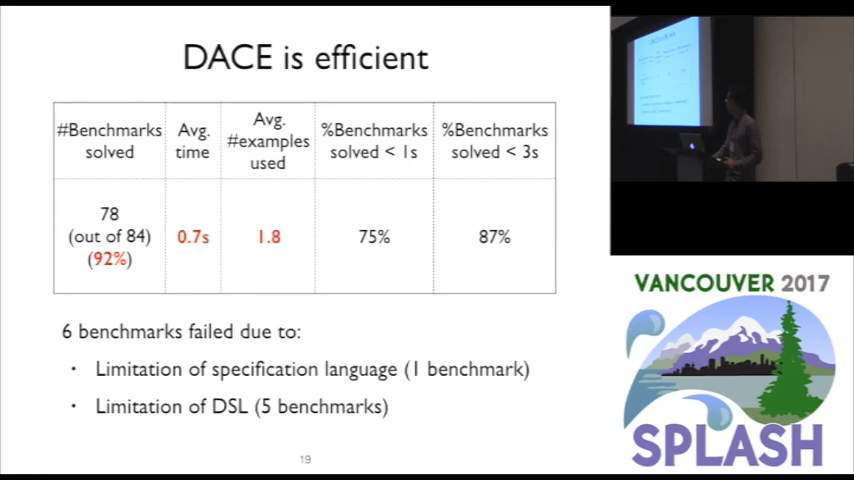 DACE is efficient
#Benchmarks solved
Avg. time
Avg. #examples used
%Benchmarks solved < 1s
%Benchmarks solved < 3s
78 (out of 84) (92%)
0.7s
1.8
75%
87%
6 benchmarks failed due to:
· Limitation of specification language (1 benchmark)
· Limitation of DSL (5 benchmarks)
19
VANCOUVER 2017
SPLASH